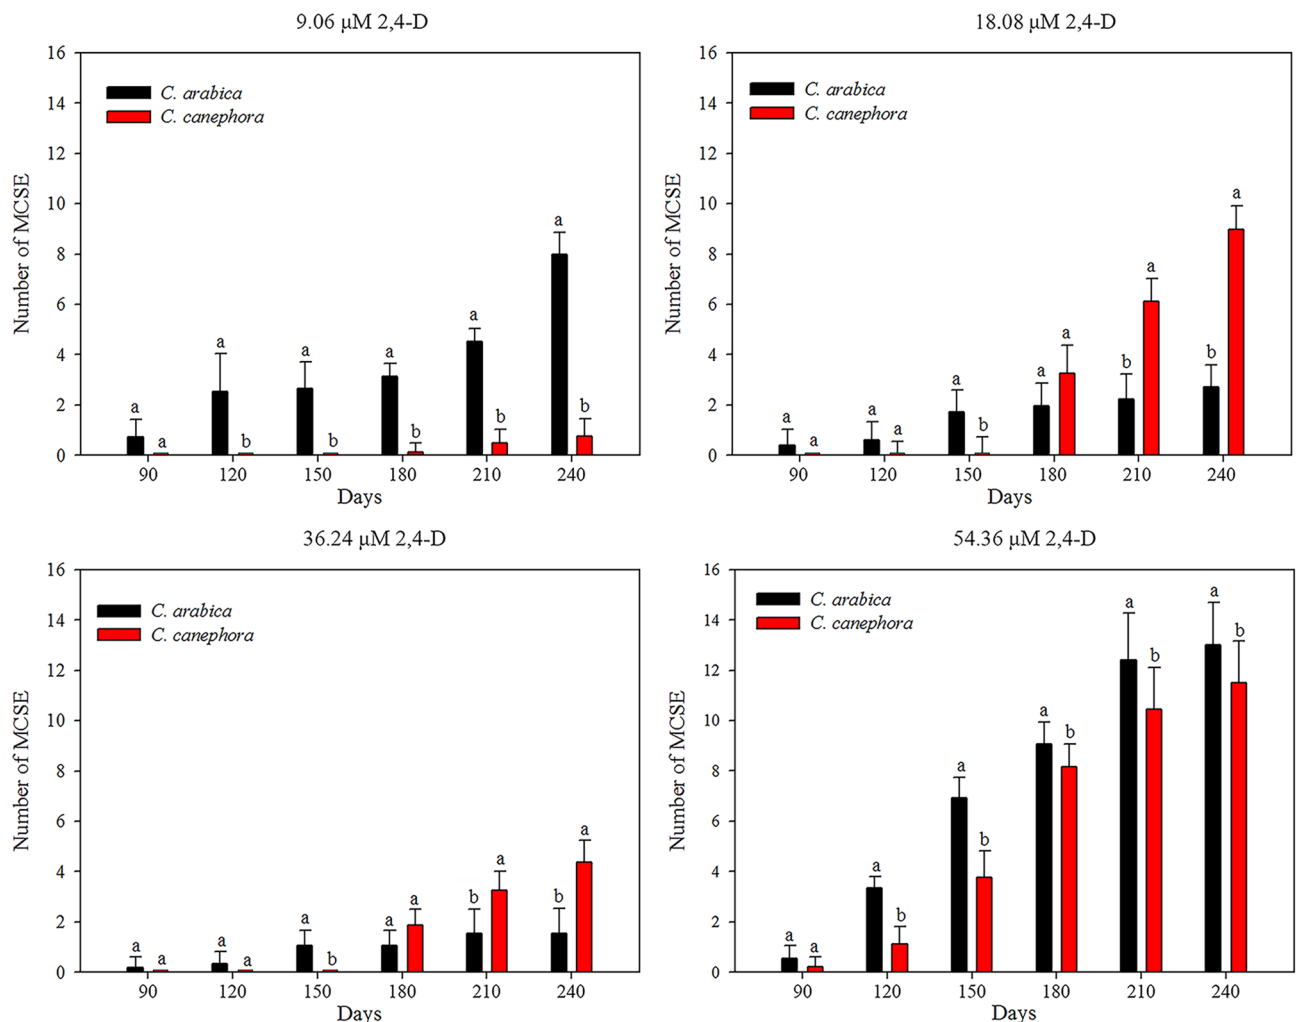 9.06 µM 2,4-D
16
14
12
10
8
6
4
2
0
Number of MCSE
C. arabica
C. canephora
a a a b a b a b a b a b
90 120 150 180 210 240
Days
18.08 µM 2,4-D
16
14
12
10
8
6
4
2
0
Number of MCSE
C. arabica
C. canephora
a a a a a b a a b a b a
90 120 150 180 210 240
Days
36.24 µM 2,4-D
16
14
12
10
8
6
4
2
0
Number of MCSE
C. arabica
C. canephora
a a a a a b a a b a b a
90 120 150 180 210 240
Days
54.36 µM 2,4-D
16
14
12
10
8
6
4
2
0
Number of MCSE
C. arabica
C. canephora
a a a b a b a b a b a b
90 120 150 180 210 240
Days